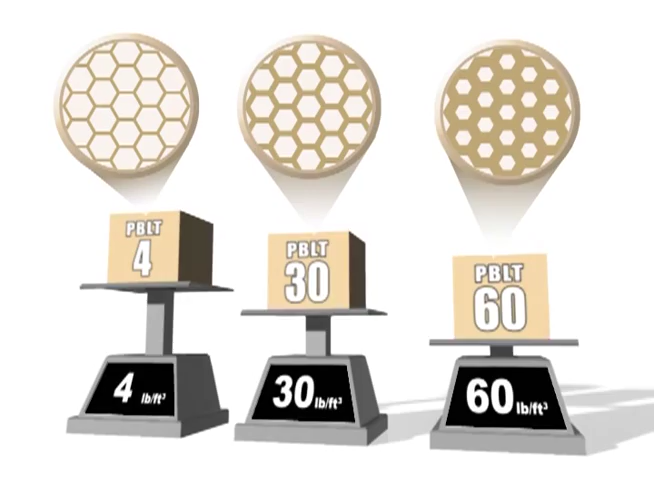 PBLT
4
PBLT
30
PBLT
60
4 lb/ft³
30 lb/ft³
60 lb/ft³